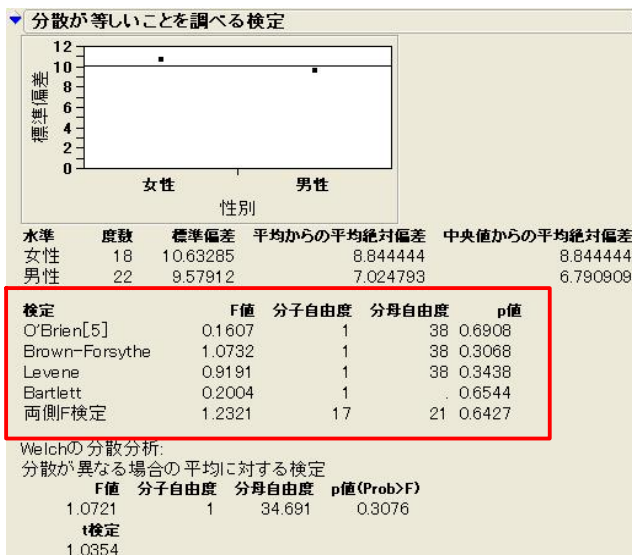 分散が等しいことを調べる検定
12
10
8
6
4
2
0
標準偏差
女性 男性
性別
水準 度数 標準偏差 平均からの平均絶対偏差 中央値からの平均絶対偏差
女性 18 10.63285 8.844444 8.844444
男性 22 9.57912 7.024793 6.790909
検定 F値 分子自由度 分母自由度 p値
O'Brien[.5] 0.1607 1 38 0.6908
Brown-Forsythe 1.0732 1 38 0.3068
Levene 0.9191 1 38 0.3438
Bartlett 0.2004 1 . 0.6544
両側F検定 1.2321 17 21 0.6427
Welchの分散分析:
分散が異なる場合の平均に対する検定
F値 分子自由度 分母自由度 p値(Prob>F)
1.0721 1 34.691 0.3076
t検定
1.0354